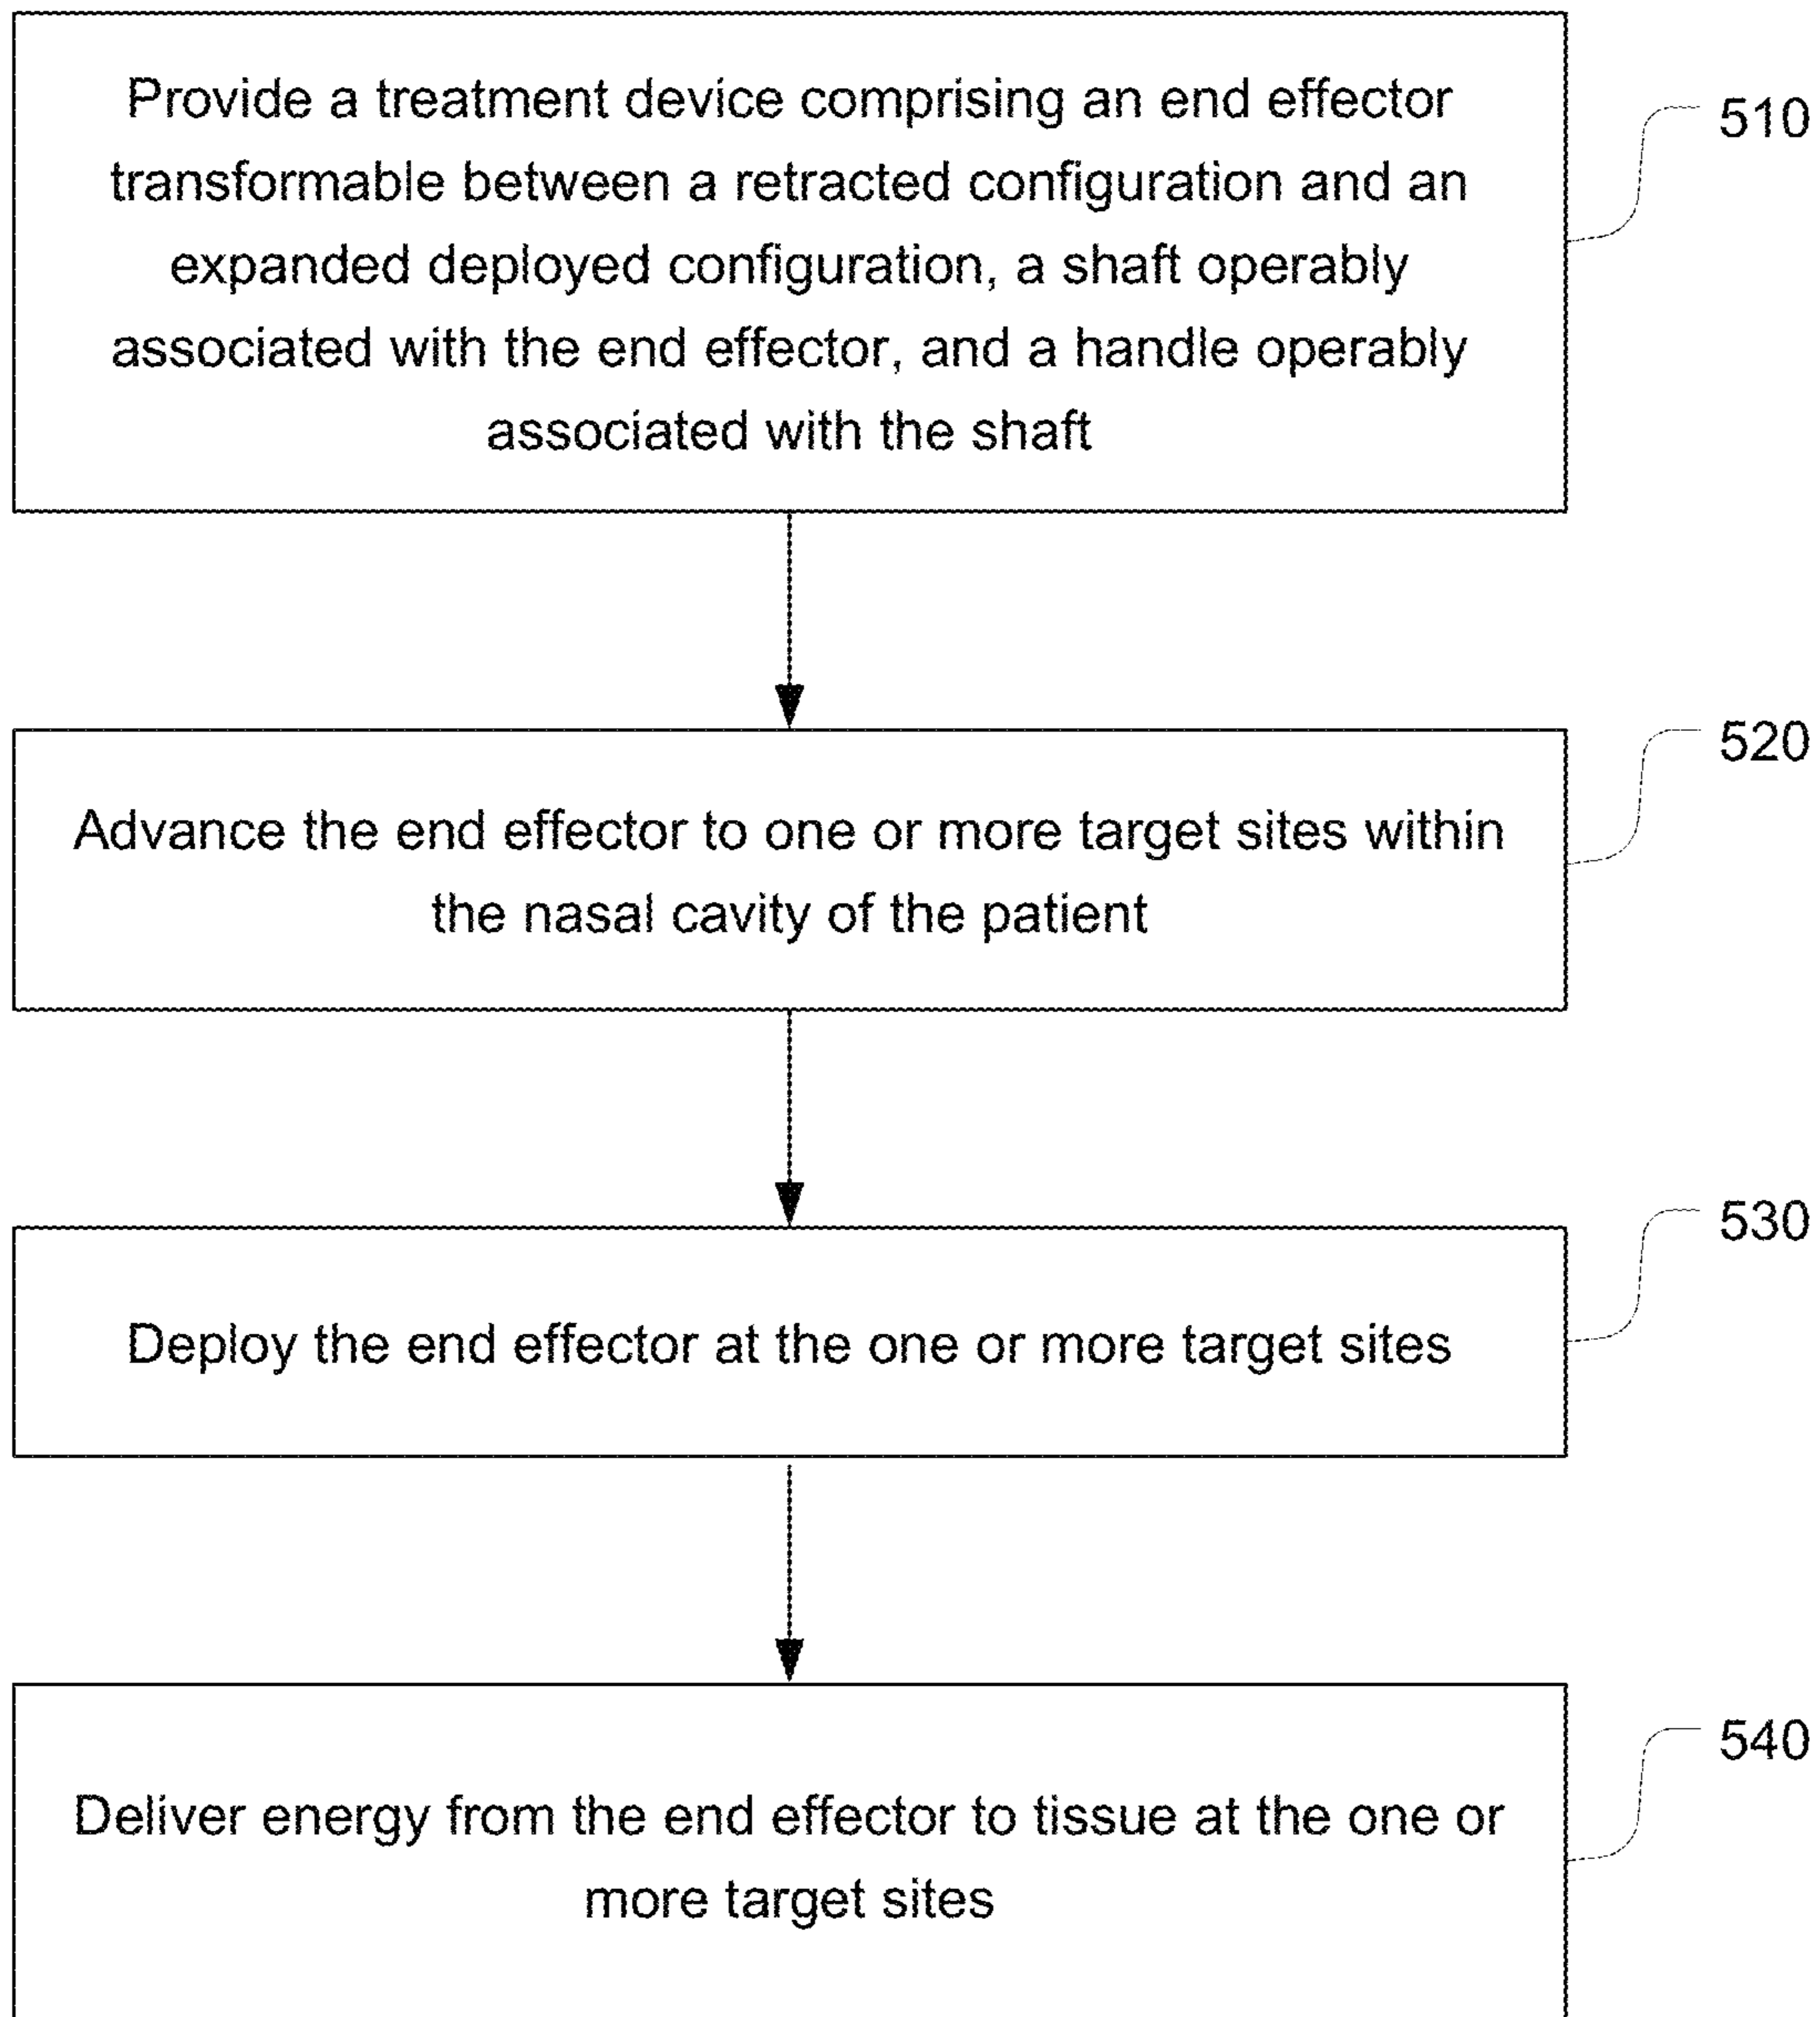 Provide a treatment device comprising an end effector
transformable between a retracted configuration and an
expanded deployed configuration, a shaft operably
associated with the end effector, and a handle operably
associated with the shaft
510
Advance the end effector to one or more target sites within
the nasal cavity of the patient
520
Deploy the end effector at the one or more target sites
530
Deliver energy from the end effector to tissue at the one or
more target sites
540